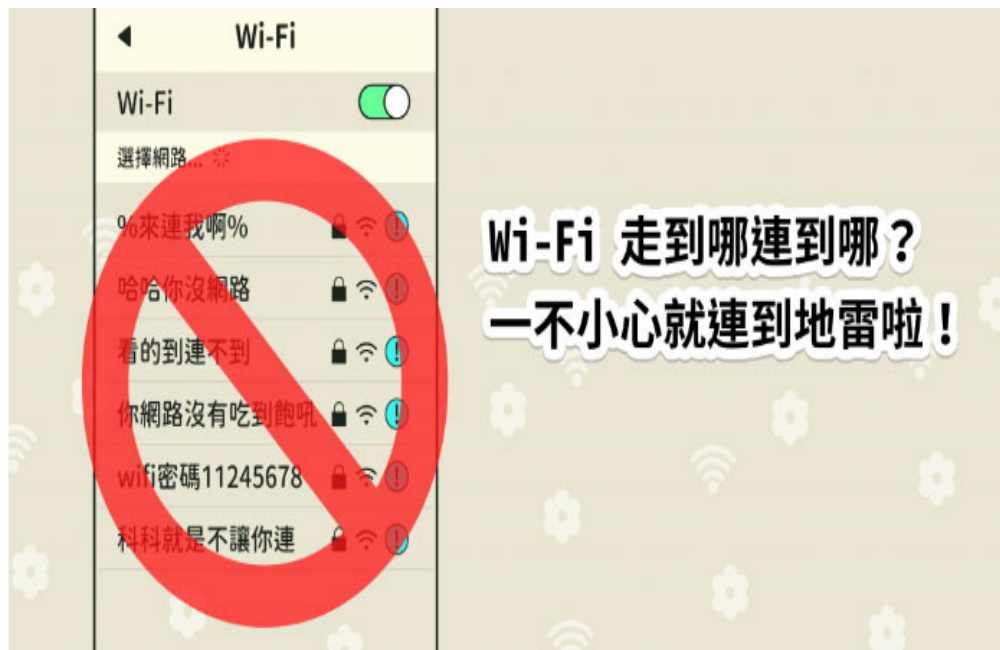 Wi-Fi
Wi-Fi
選擇網路...
%來連我啊%
哈哈你沒網路
看的到連不到
你網路沒有吃到飽吼
wifi密碼11245678
科科就是不讓你連
Wi-Fi 走到哪連到哪？
一不小心就連到地雷啦！